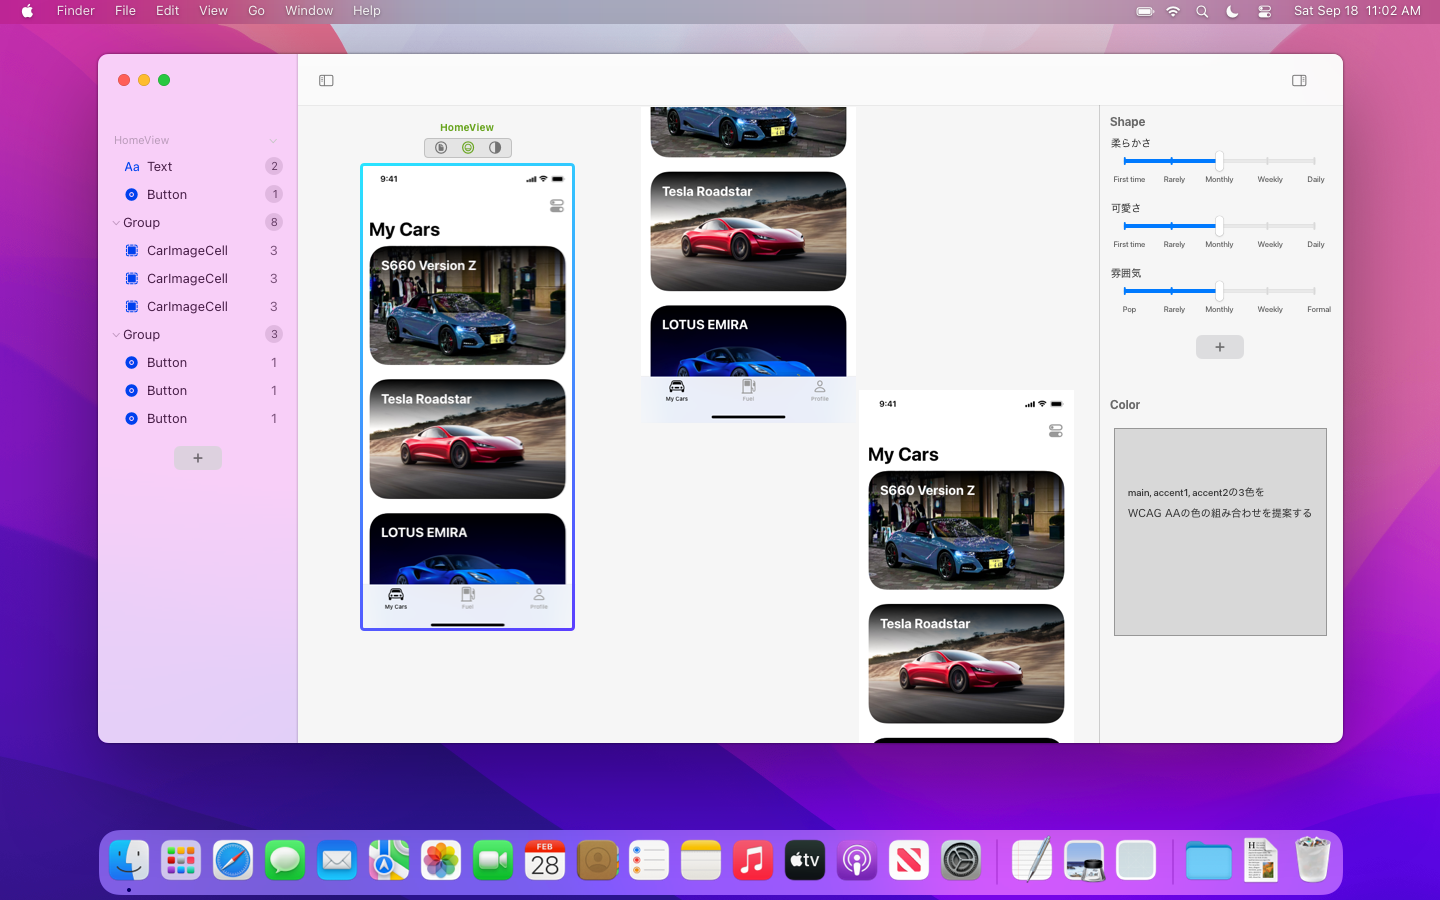 Finder File Edit View Go Window Help
Sat Sep 18 11:02 AM
HomeView
Aa Text 2
Button 1
Group 8
CarImageCell 3
CarImageCell 3
CarImageCell 3
Group 3
Button 1
Button 1
Button 1
+
HomeView
9:41
My Cars
S660 Version Z
Tesla Roadstar
LOTUS EMIRA
My Cars Fuel Profile
Tesla Roadstar
LOTUS EMIRA
My Cars Fuel Profile
9:41
My Cars
S660 Version Z
Tesla Roadstar
Shape
柔らかさ
First time Rarely Monthly Weekly Daily
可愛さ
First time Rarely Monthly Weekly Daily
雰囲気
Pop Rarely Monthly Weekly Formal
+
Color
main, accent1, accent2の3色を
WCAG AAの色の組み合わせを提案する
FEB
28
tv